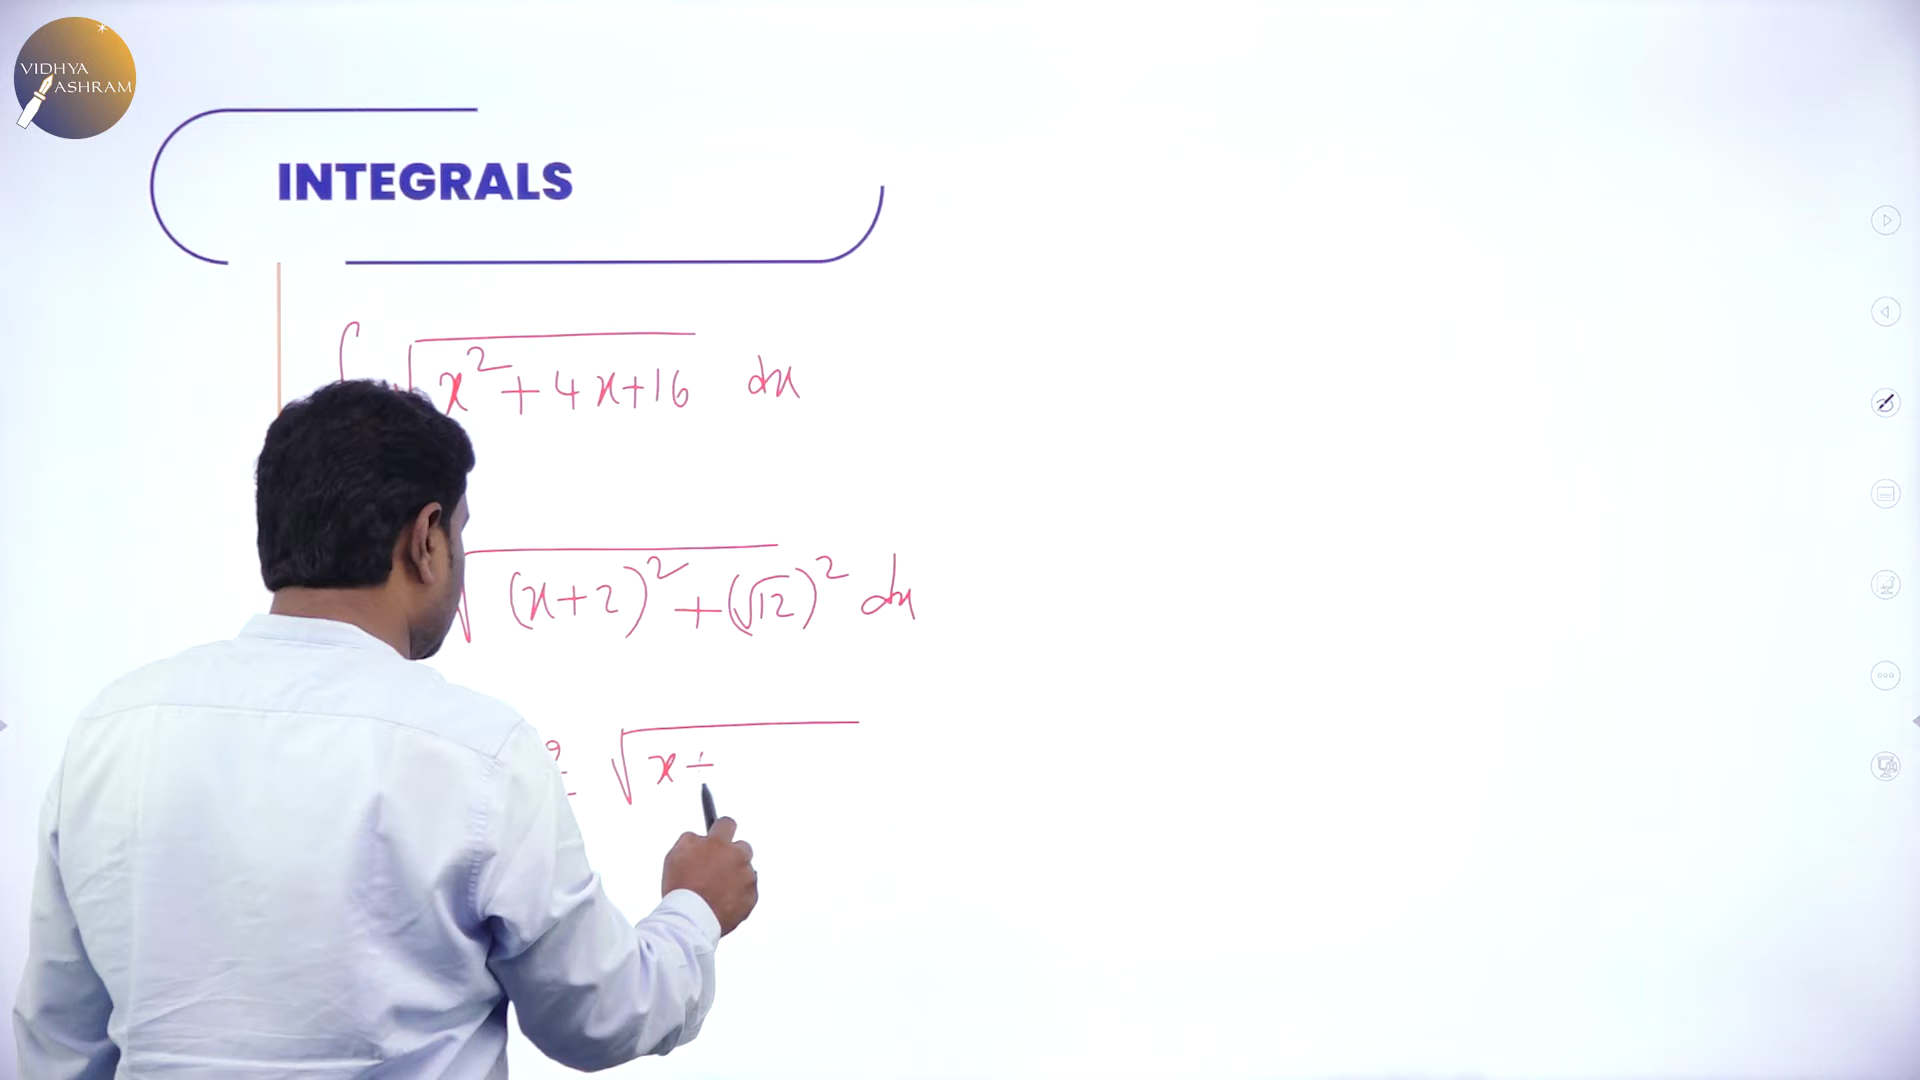 VIDHYA
ASHRAM
INTEGRALS
∫ √x² + 4x+16 dx
√(x+2)² + (√12)² dx
√x +